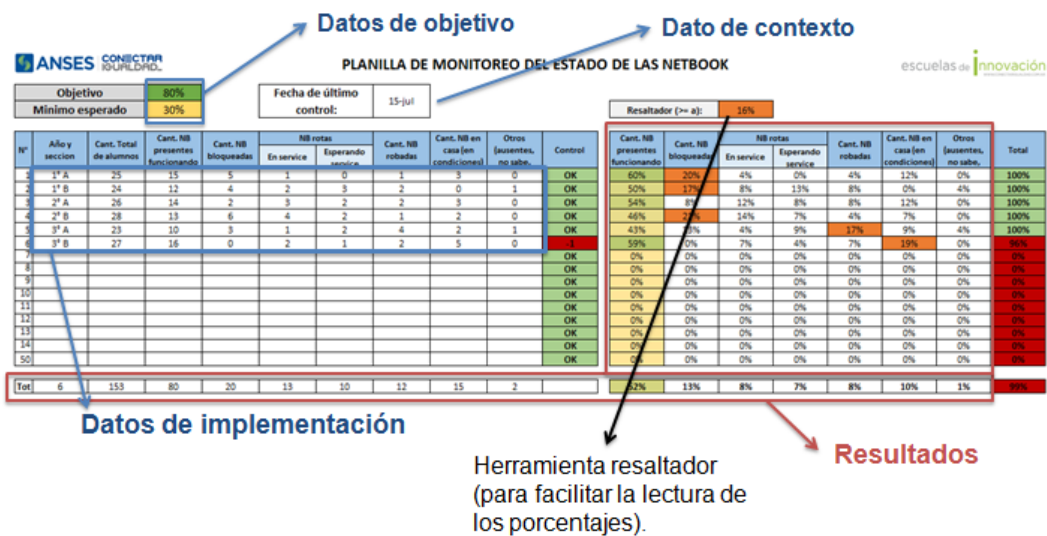 Datos de objetivo
Dato de contexto
ANSES CONECTAR IGUALDAD_
PLANILLA DE MONITOREO DEL ESTADO DE LAS NETBOOK
escuelas de innovación
Objetivo 80%
Minimo esperado 30%
Fecha de último control: 15-jul
Resaltador (>= a): 16%
N° Año y seccion Cant. Total de alumnos Cant. NB presentes funcionando Cant. NB bloqueadas NB rotas En service Esperando service Cant. NB robadas Cant. NB en casa (en condiciones) Otros (ausentes, no sabe, Control
Cant. NB presentes funcionando Cant. NB bloqueadas NB rotas En service Esperando service Cant. NB robadas Cant. NB en casa (en condiciones) Otros (ausentes, no sabe, Total
1 1° A 25 15 5 1 0 1 3 0 OK 60% 20% 4% 0% 4% 12% 0% 100%
2 1° B 24 12 4 2 3 2 0 1 OK 50% 17% 8% 13% 8% 0% 4% 100%
3 2° A 26 14 2 3 2 2 3 0 OK 54% 8% 12% 8% 8% 12% 0% 100%
4 2° B 28 13 6 4 2 1 2 0 OK 46% 21% 14% 7% 4% 7% 0% 100%
5 3° A 23 10 3 1 2 4 2 1 OK 43% 13% 4% 9% 17% 9% 4% 100%
6 3° B 27 16 0 2 1 2 5 0 -1 59% 0% 7% 4% 7% 19% 0% 96%
7 OK 0% 0% 0% 0% 0% 0% 0% 0%
8 OK 0% 0% 0% 0% 0% 0% 0% 0%
9 OK 0% 0% 0% 0% 0% 0% 0% 0%
10 OK 0% 0% 0% 0% 0% 0% 0% 0%
11 OK 0% 0% 0% 0% 0% 0% 0% 0%
12 OK 0% 0% 0% 0% 0% 0% 0% 0%
13 OK 0% 0% 0% 0% 0% 0% 0% 0%
14 OK 0% 0% 0% 0% 0% 0% 0% 0%
50 OK 0% 0% 0% 0% 0% 0% 0% 0%
Tot 6 153 80 20 13 10 12 15 2 52% 13% 8% 7% 8% 10% 1% 99%
Datos de implementación
Resultados
Herramienta resaltador
(para facilitar la lectura de
los porcentajes).